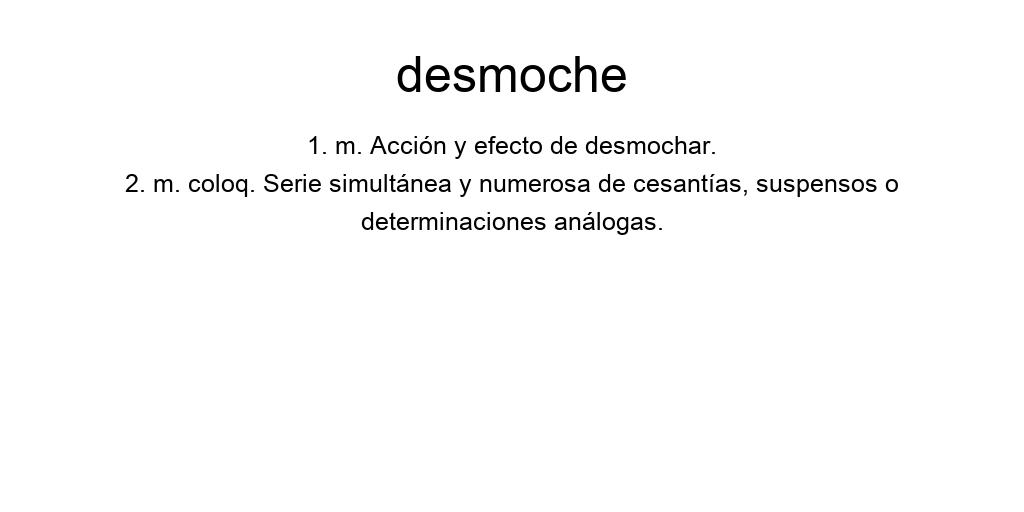 desmoche
1. m. Acción y efecto de desmochar.
2. m. coloq. Serie simultánea y numerosa de cesantías, suspensos o
determinaciones análogas.